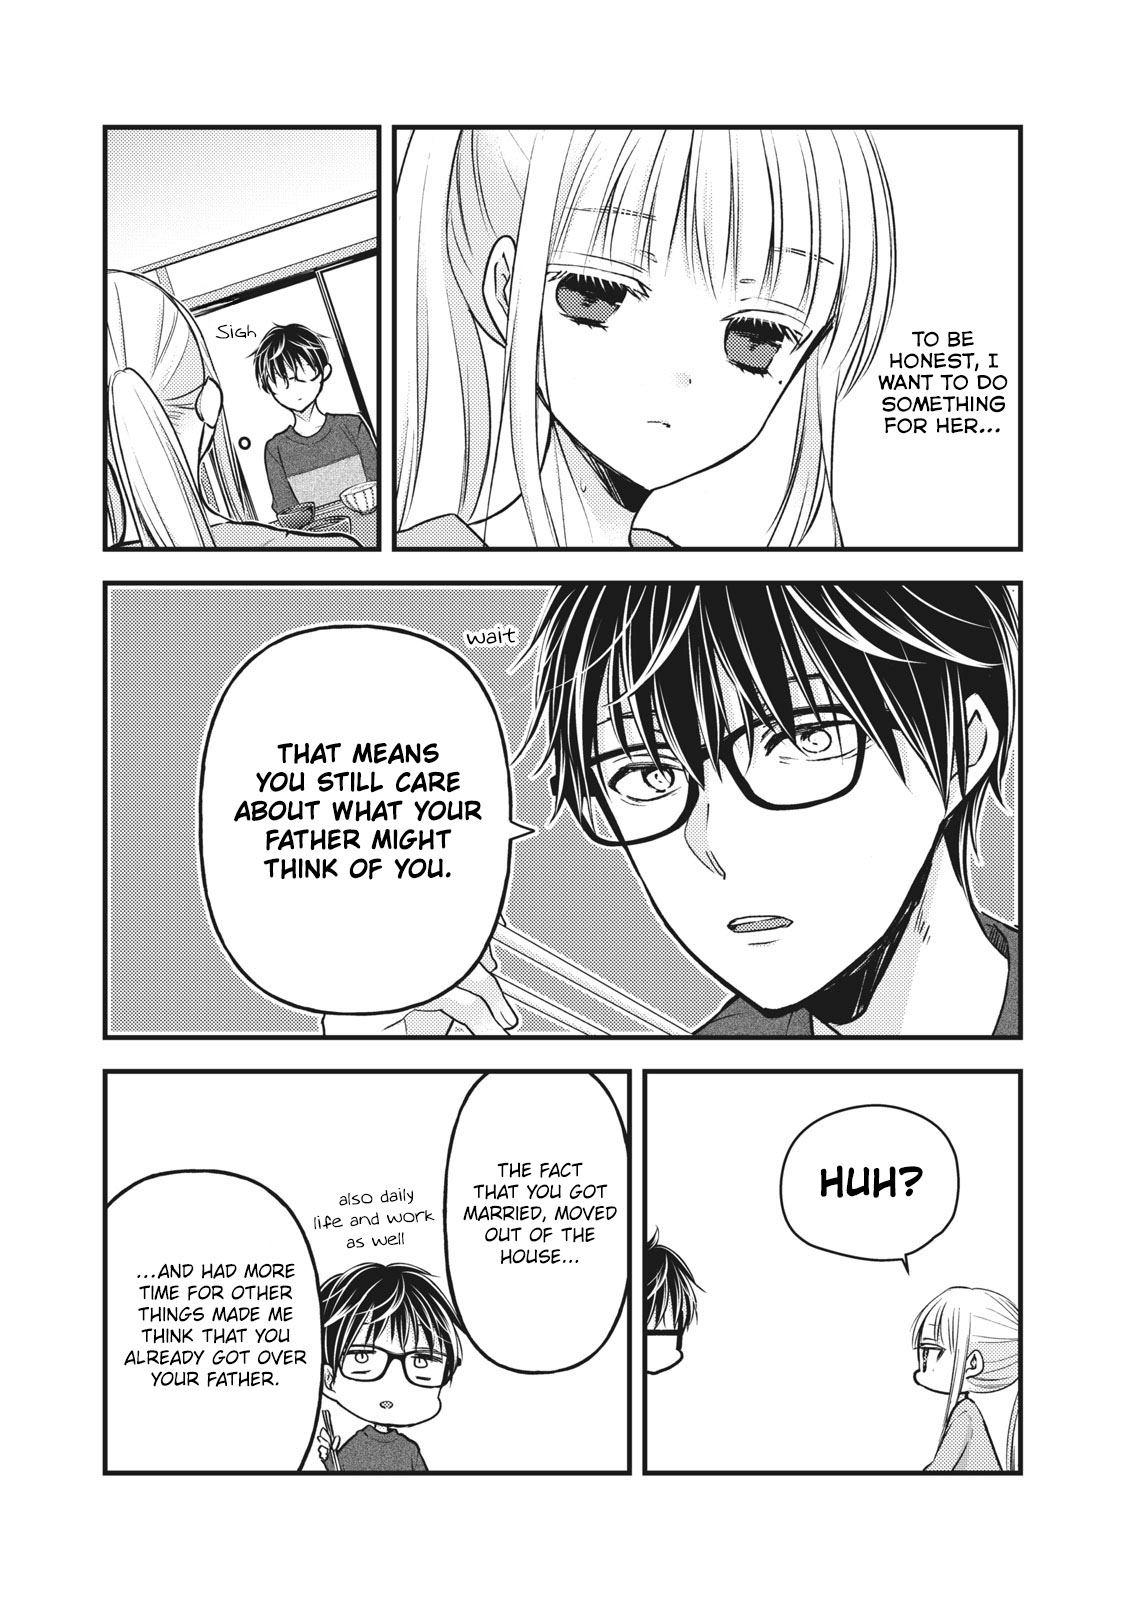 TO BE
HONEST, I
WANT TO DO
SOMETHING
FOR HER...
Sigh
wait
THAT MEANS
YOU STILL CARE
ABOUT WHAT YOUR
FATHER MIGHT
THINK OF YOU.
HUH?
THE FACT
THAT YOU GOT
MARRIED, MOVED
OUT OF THE
HOUSE...
also daily
life and work
as well
...AND HAD MORE
TIME FOR OTHER
THINGS MADE ME
THINK THAT YOU
ALREADY GOT OVER
YOUR FATHER.